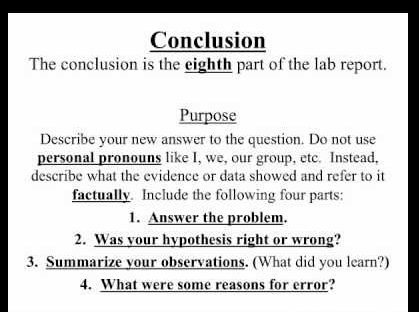 Conclusion
The conclusion is the eighth part of the lab report.
Purpose
Describe your new answer to the question. Do not use
personal pronouns like I, we, our group, etc. Instead,
describe what the evidence or data showed and refer to it
factually. Include the following four parts:
1. Answer the problem.
2. Was your hypothesis right or wrong?
3. Summarize your observations. (What did you learn?)
4. What were some reasons for error?